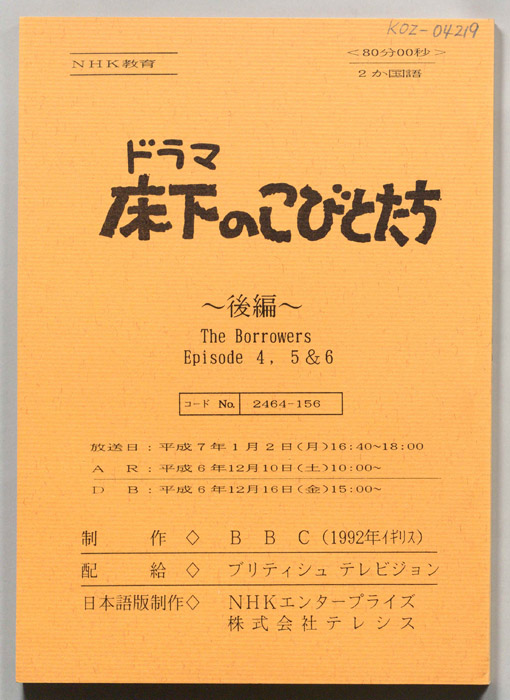 KOZ-04219
NHK教育
<80分00秒>
2か国語
ドラマ
床下のこびとたち
～後編～
The Borrowers
Episode 4, 5&6
コード No. 2464-156
放送日：平成7年1月2日(月)16:40~18:00
A R：平成6年12月10日(土)10:00~
D B：平成6年12月16日(金)15:00~
制 作◇ B B C (1992年ｲｷﾞﾘｽ)
配 給◇ ブリティシュ テレビジョン
日本語版制作◇ NHKエンタープライズ
株式会社テレシス